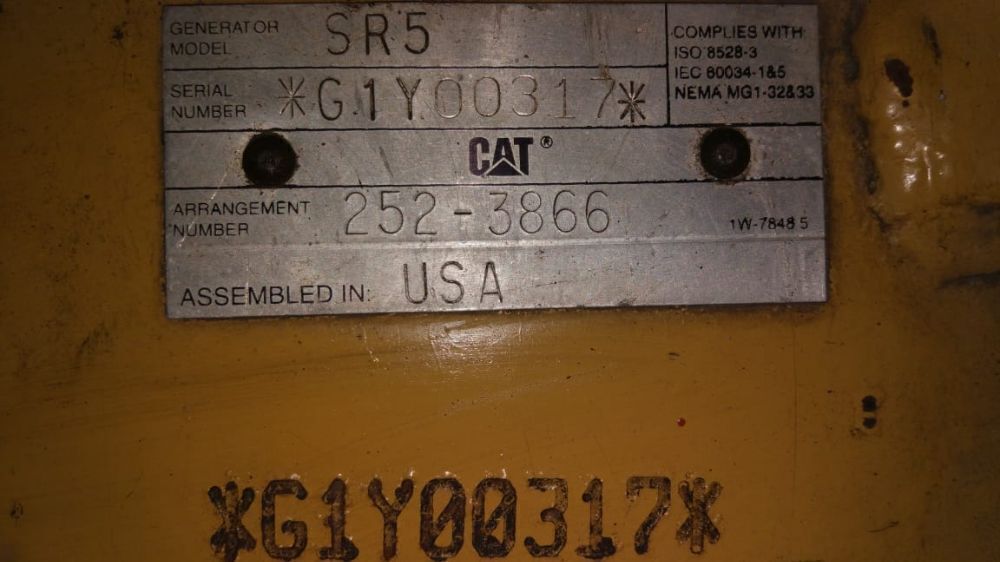 GENERATOR MODEL SR5
SERIAL NUMBER *G1Y00317*
COMPLIES WITH
ISO 8528-3
IEC 60034-1&5
NEMA MG1-32&33
CAT®
ARRANGEMENT NUMBER 252-3866
1W-7848 5
ASSEMBLED IN: USA
*G1Y00317*